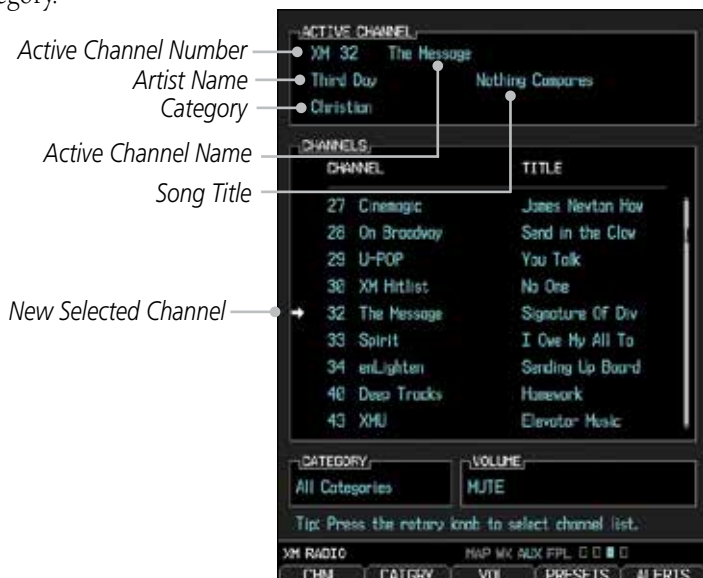 egory.
ACTIVE CHANNEL
Active Channel Number
XM 32 The Message
Artist Name
Third Day Nothing Compares
Category
Christian
Active Channel Name
CHANNELS
CHANNEL TITLE
Song Title
27 Cinemagic James Newton How
28 On Broadway Send in the Clow
29 U-POP You Talk
30 XM Hitlist No One
New Selected Channel
32 The Message Signature Of Div
33 Spirit I Owe My All To
34 enLighten Sending Up Board
40 Deep Tracks Homework
43 XMU Elevator Music
CATEGORY VOLUME
All Categories MUTE
Tip: Press the rotary knob to select channel list.
XM RADIO MAP WX AUX FPL
CHNL CATGRY VOL PRESETS ALERTS